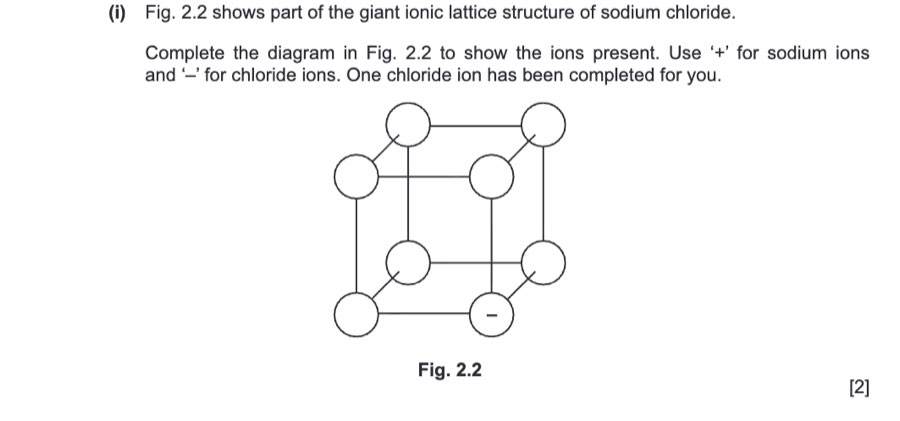 (i) Fig. 2.2 shows part of the giant ionic lattice structure of sodium chloride.
Complete the diagram in Fig. 2.2 to show the ions present. Use ‘+’ for sodium ions
and ‘–’ for chloride ions. One chloride ion has been completed for you.
–
Fig. 2.2
[2]